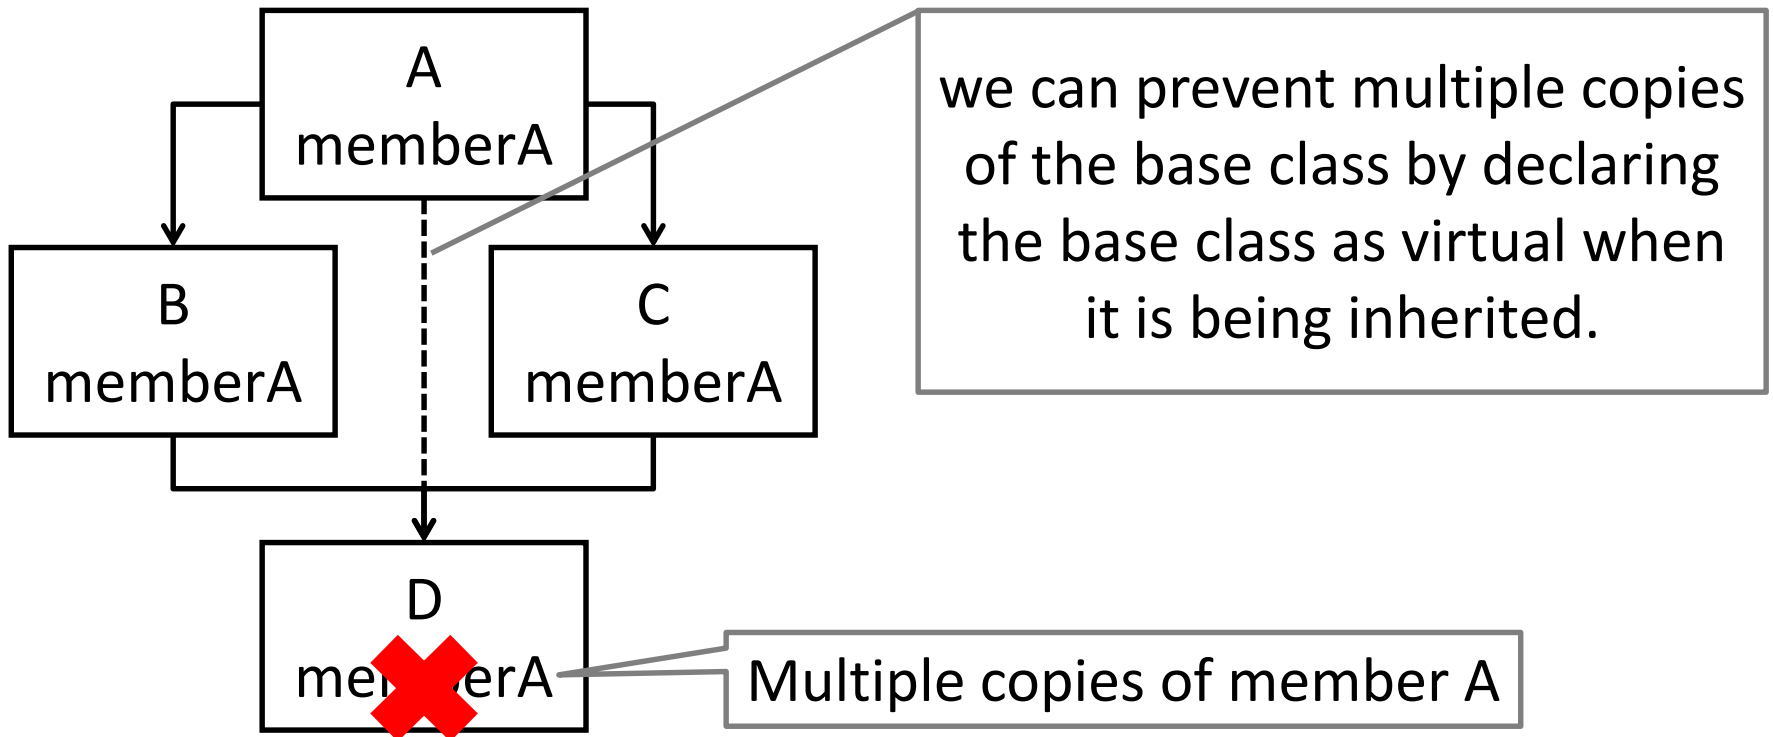 A
memberA
we can prevent multiple copies
of the base class by declaring
the base class as virtual when
it is being inherited.
B
memberA
C
memberA
D
memberA
Multiple copies of member A